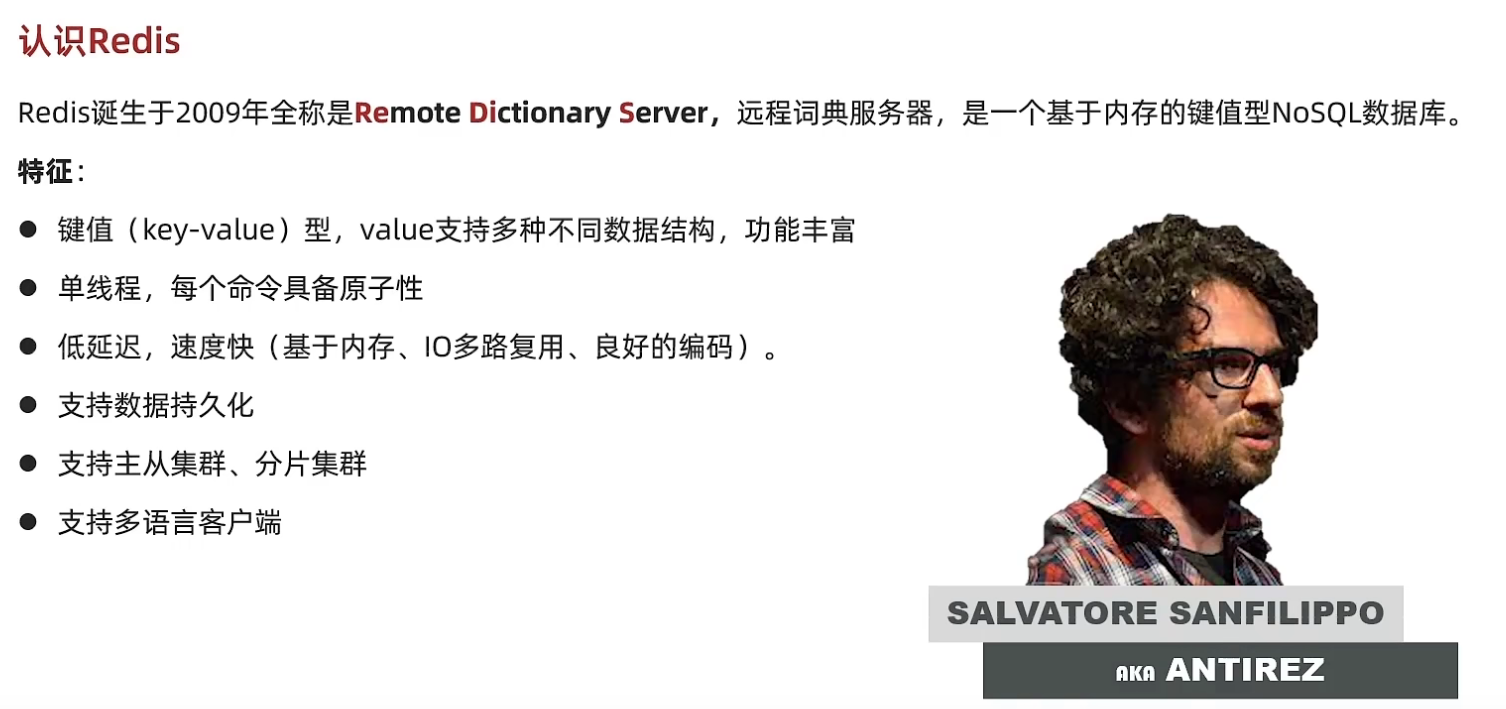 认识Redis
Redis诞生于2009年全称是Remote Dictionary Server，远程词典服务器，是一个基于内存的键值型NoSQL数据库。
特征：
● 键值（key-value）型，value支持多种不同数据结构，功能丰富
● 单线程，每个命令具备原子性
● 低延迟，速度快（基于内存、IO多路复用、良好的编码）。
● 支持数据持久化
● 支持主从集群、分片集群
● 支持多语言客户端
SALVATORE SANFILIPPO
AKA ANTIREZ